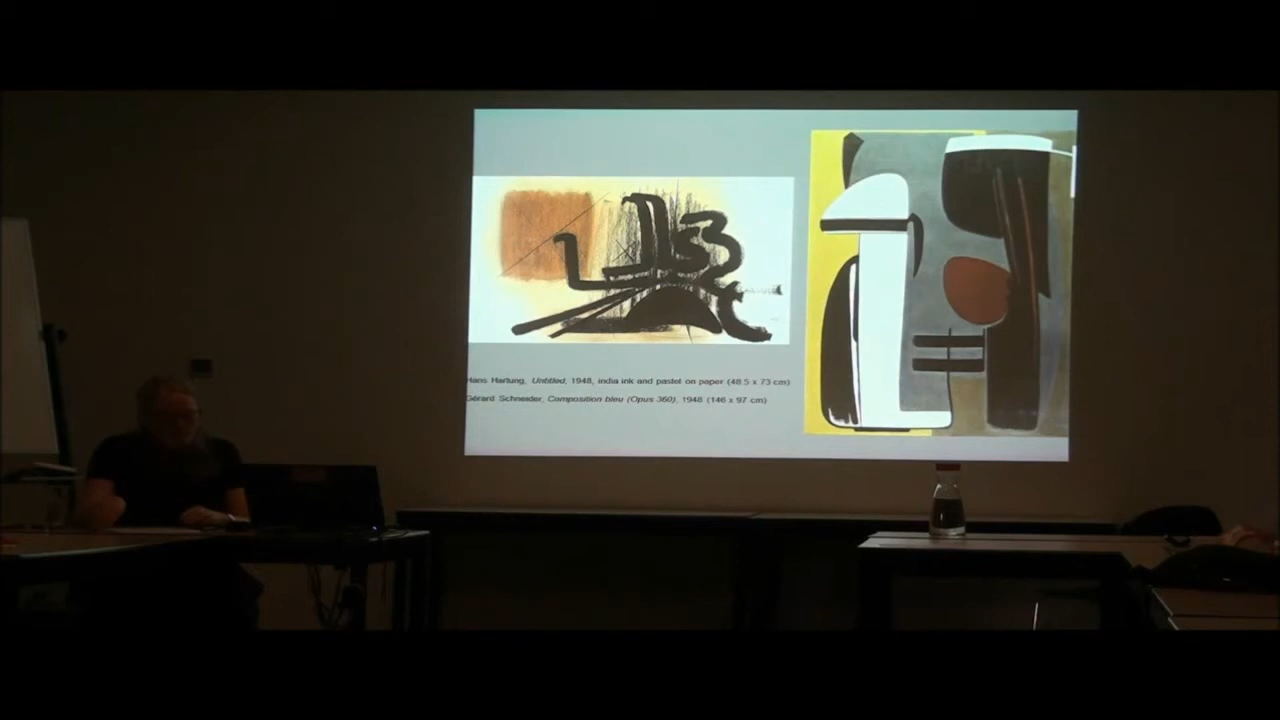 Hans Hartung, Untitled, 1948, india ink and pastel on paper (48.5 x 73 cm)
Gérard Schneider, Composition bleu (Opus 360), 1948 (146 x 97 cm)